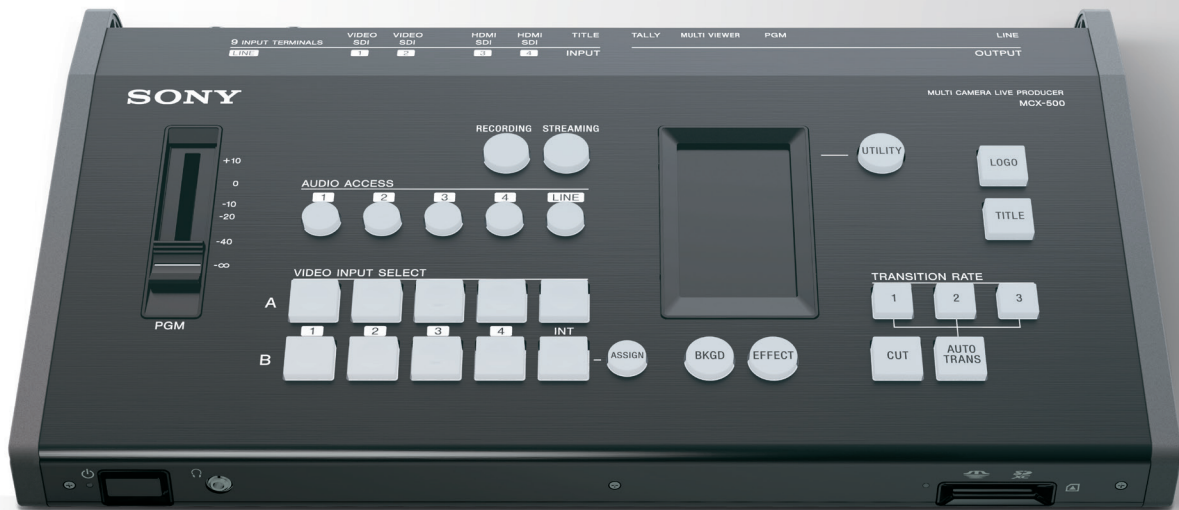 9 INPUT TERMINALS
LINE
VIDEO SDI 1
VIDEO SDI 2
HDMI SDI 3
HDMI SDI 4
TITLE INPUT
TALLY MULTI VIEWER PGM LINE
OUTPUT
SONY
MULTI CAMERA LIVE PRODUCER
MCX-500
RECORDING STREAMING
UTILITY
LOGO
TITLE
+10
0
-10
-20
-40
-∞
PGM
AUDIO ACCESS
1 2 3 4 LINE
VIDEO INPUT SELECT
A
1 2 3 4 INT
B
ASSIGN
BKGD EFFECT
TRANSITION RATE
1 2 3
CUT
AUTO
TRANS
SD
XC